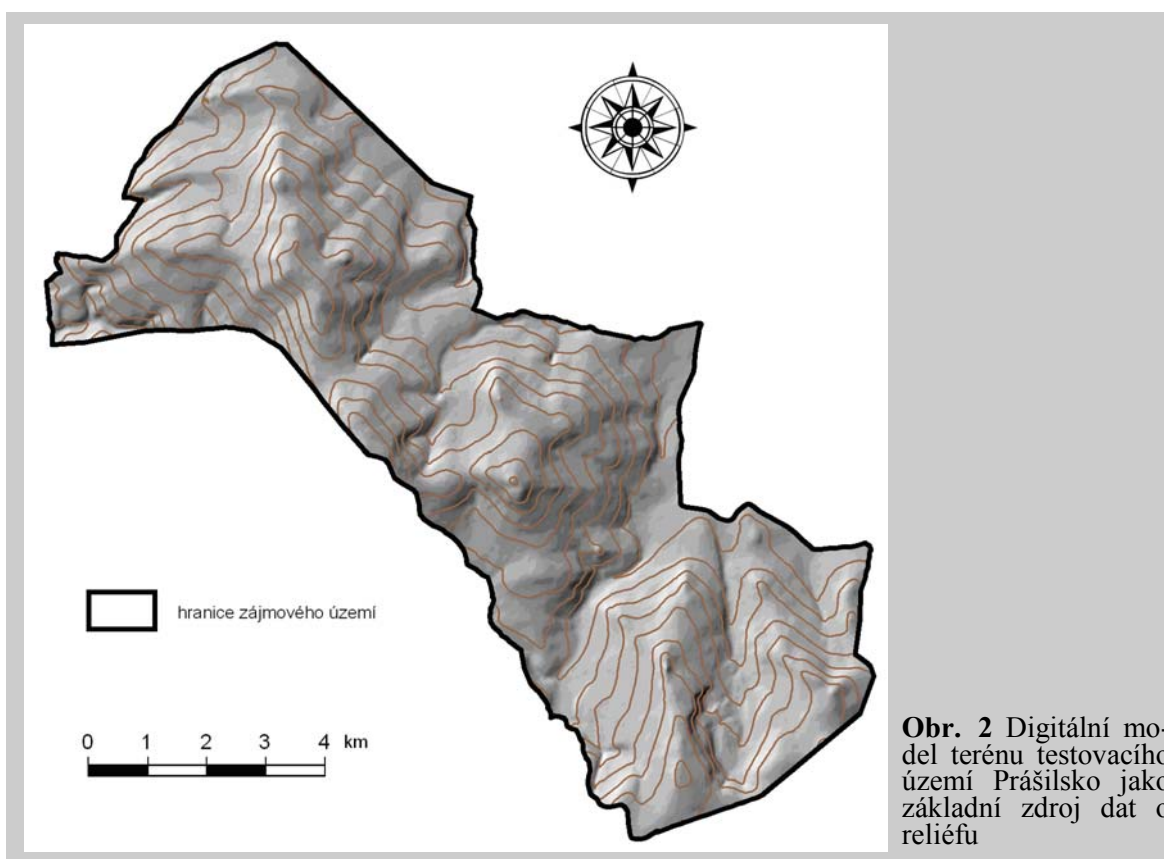 hranice zájmového území
0 1 2 3 4 km
Obr. 2 Digitální mo-
del terénu testovacího
území Prášilsko jako
základní zdroj dat o
reliéfu